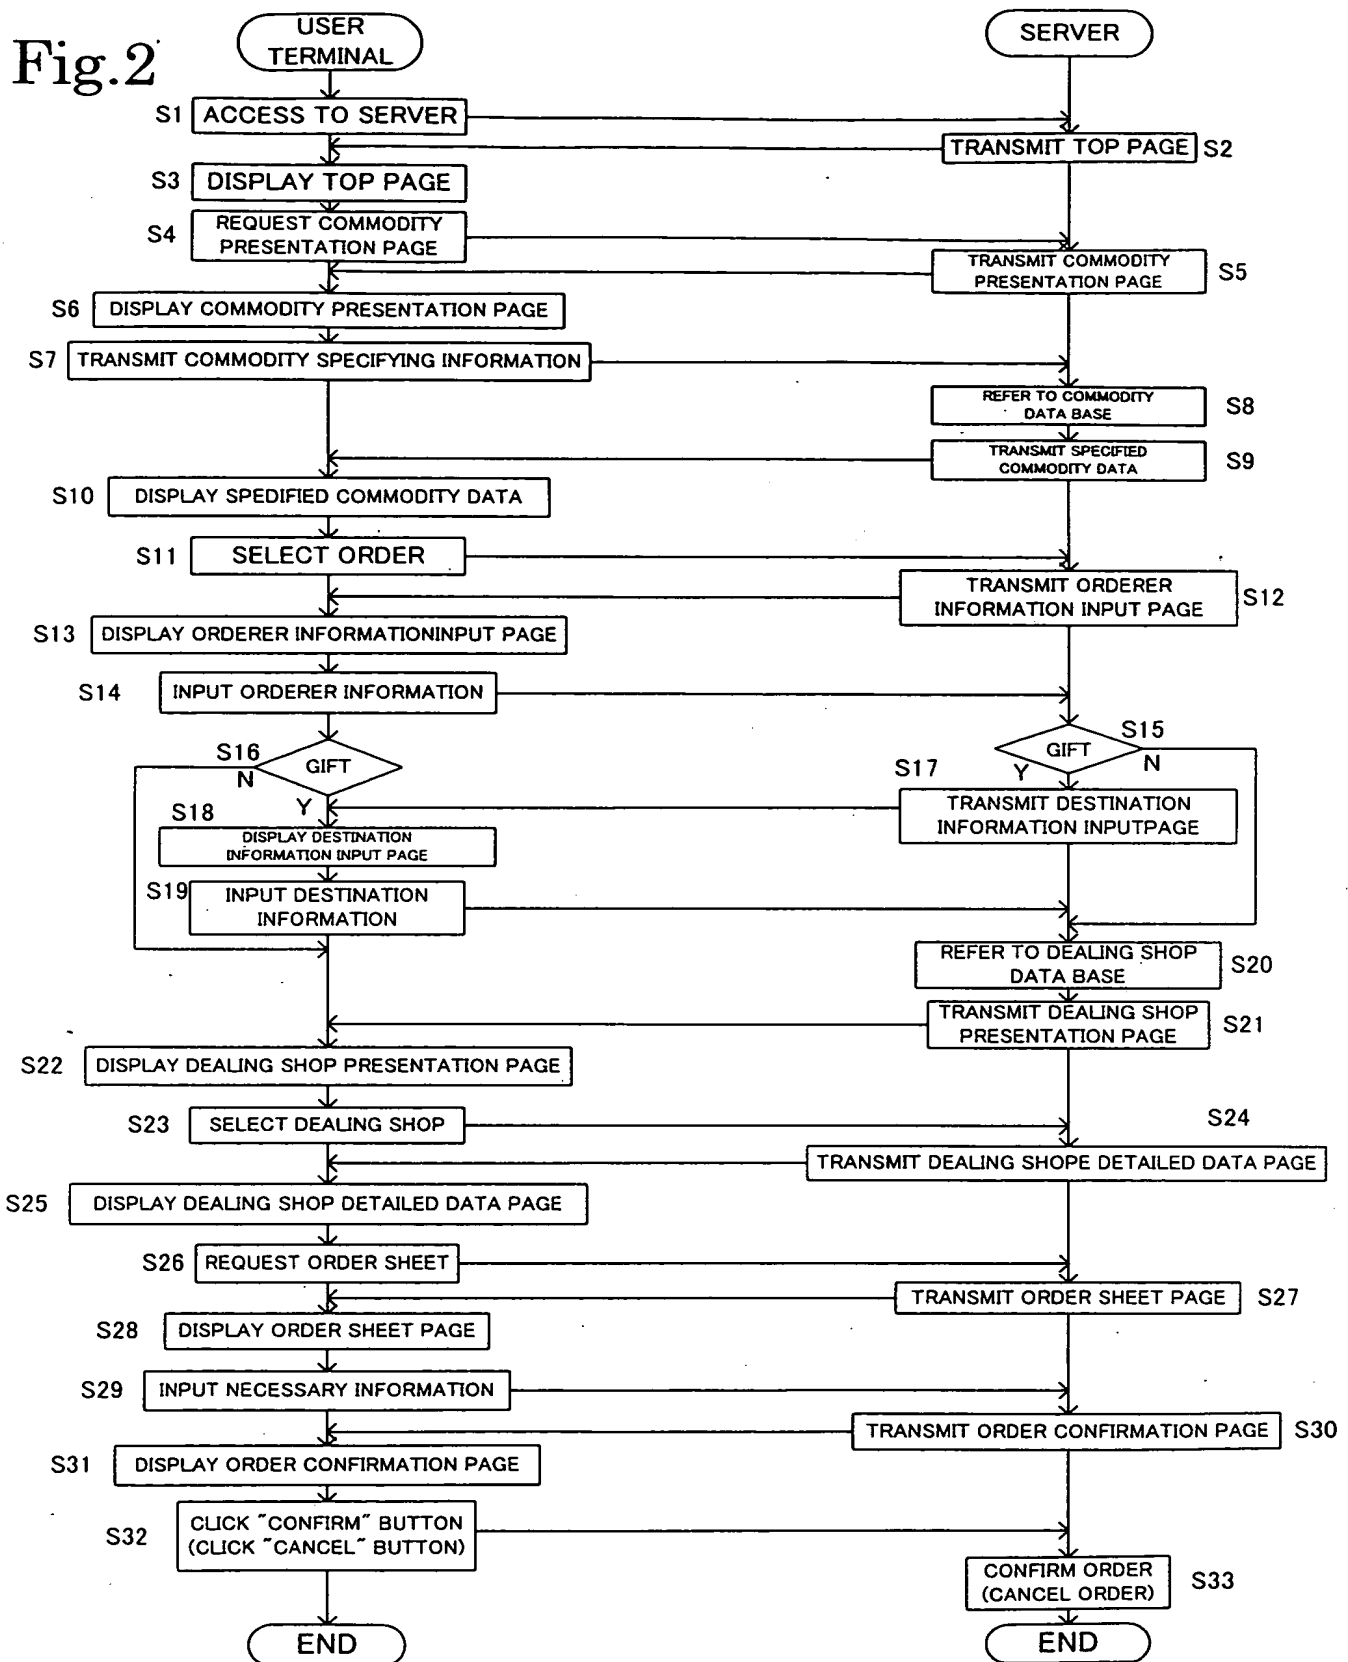 Fig.2
USER
TERMINAL
SERVER
S1
ACCESS TO SERVER
TRANSMIT TOP PAGE
S2
S3
DISPLAY TOP PAGE
S4
REQUEST COMMODITY
PRESENTATION PAGE
TRANSMIT COMMODITY
PRESENTATION PAGE
S5
S6
DISPLAY COMMODITY PRESENTATION PAGE
S7
TRANSMIT COMMODITY SPECIFYING INFORMATION
REFER TO COMMODITY
DATA BASE
S8
TRANSMIT SPECIFIED
COMMODITY DATA
S9
S10
DISPLAY SPEDIFIED COMMODITY DATA
S11
SELECT ORDER
TRANSMIT ORDERER
INFORMATION INPUT PAGE
S12
S13
DISPLAY ORDERER INFORMATIONINPUT PAGE
S14
INPUT ORDERER INFORMATION
S15
GIFT
Y
N
S16
GIFT
N
Y
S17
TRANSMIT DESTINATION
INFORMATION INPUTPAGE
S18
DISPLAY DESTINATION
INFORMATION INPUT PAGE
S19
INPUT DESTINATION
INFORMATION
REFER TO DEALING SHOP
DATA BASE
S20
TRANSMIT DEALING SHOP
PRESENTATION PAGE
S21
S22
DISPLAY DEALING SHOP PRESENTATION PAGE
S23
SELECT DEALING SHOP
S24
TRANSMIT DEALING SHOPE DETAILED DATA PAGE
S25
DISPLAY DEALING SHOP DETAILED DATA PAGE
S26
REQUEST ORDER SHEET
TRANSMIT ORDER SHEET PAGE
S27
S28
DISPLAY ORDER SHEET PAGE
S29
INPUT NECESSARY INFORMATION
TRANSMIT ORDER CONFIRMATION PAGE
S30
S31
DISPLAY ORDER CONFIRMATION PAGE
S32
CLICK "CONFIRM" BUTTON
(CLICK "CANCEL" BUTTON)
CONFIRM ORDER
(CANCEL ORDER)
S33
END
END